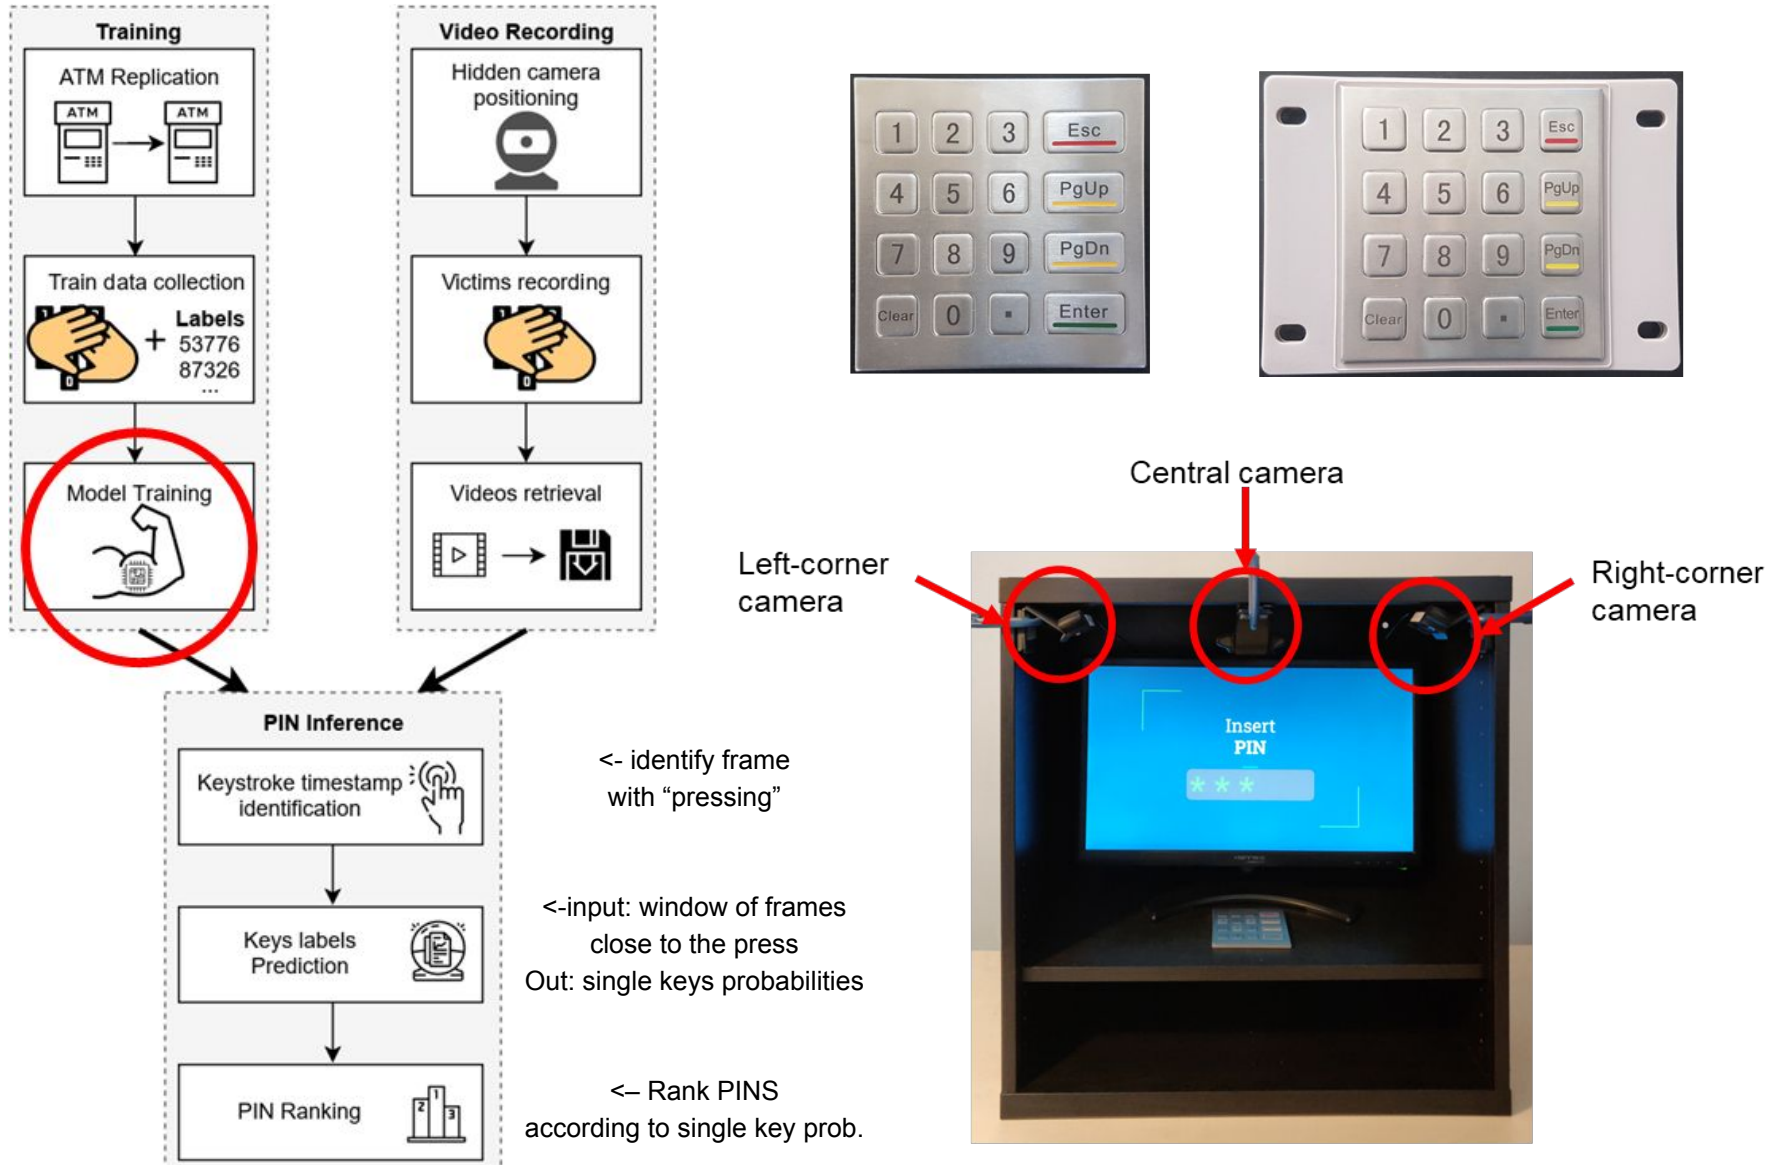 Training
ATM Replication
ATM
ATM
Train data collection
Labels
53776
87326
...
+
0
Model Training
Video Recording
Hidden camera
positioning
Victims recording
0
Videos retrieval
PIN Inference
Keystroke timestamp
identification
Keys labels
Prediction
PIN Ranking
2 1 3
<- identify frame
with “pressing”
<-input: window of frames
close to the press
Out: single keys probabilities
<– Rank PINS
according to single key prob.
1 2 3 Esc
4 5 6 PgUp
7 8 9 PgDn
Clear 0 . Enter
1 2 3 Esc
4 5 6 PgUp
7 8 9 PgDn
Clear 0 . Enter
Central camera
Left-corner
camera
Right-corner
camera
Insert
PIN
* * *